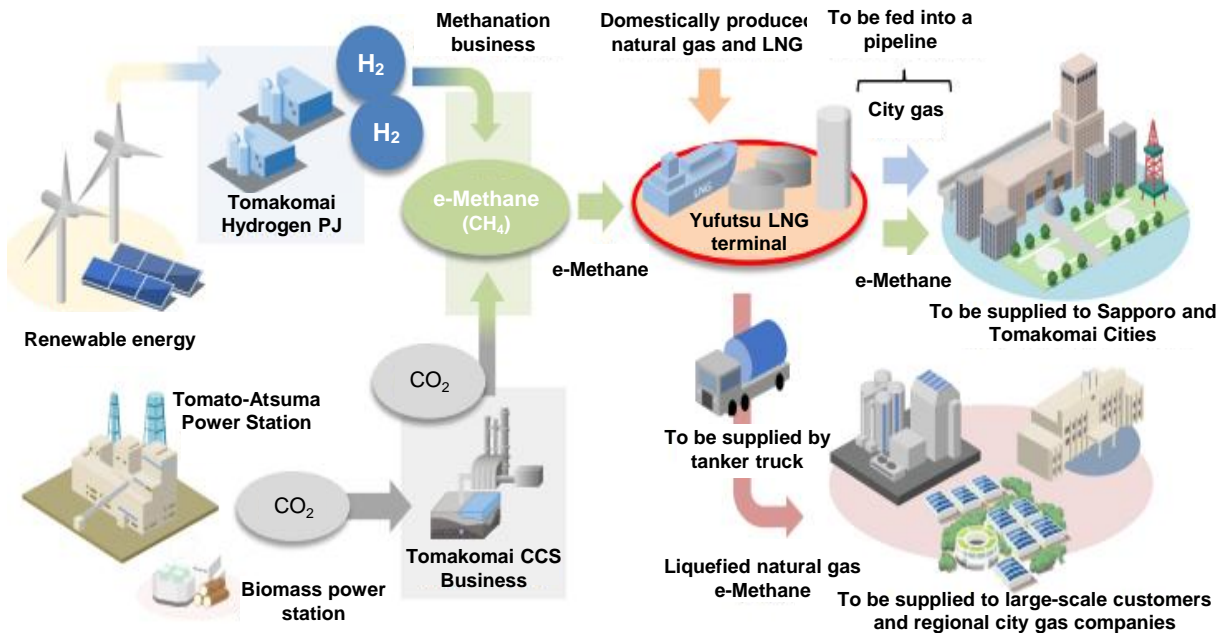 Methanation
business
Domestically produced
natural gas and LNG
To be fed into a
pipeline
City gas
H₂
H₂
Tomakomai
Hydrogen PJ
e-Methane
(CH₄)
LNG
Yufutsu LNG
terminal
e-Methane
e-Methane
To be supplied to Sapporo and
Tomakomai Cities
Renewable energy
CO₂
Tomato-Atsuma
Power Station
CO₂
Tomakomai CCS
Business
Biomass power
station
To be supplied by
tanker truck
Liquefied natural gas
e-Methane
To be supplied to large-scale customers
and regional city gas companies